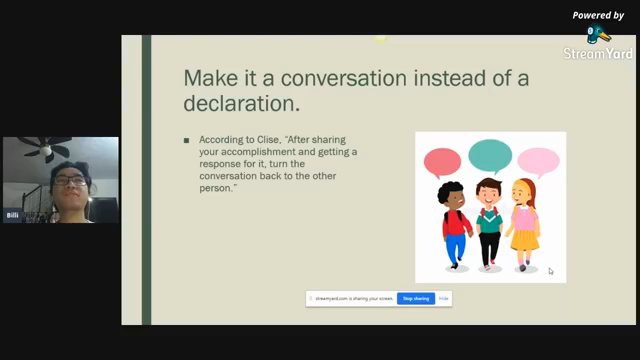 Powered by
StreamYard
Make it a conversation instead of a
declaration.
■ According to Clise, “After sharing
your accomplishment and getting a
response for it, turn the
conversation back to the other
person.”
Billi
streamyard.com is sharing your screen.
Stop sharing
Hide